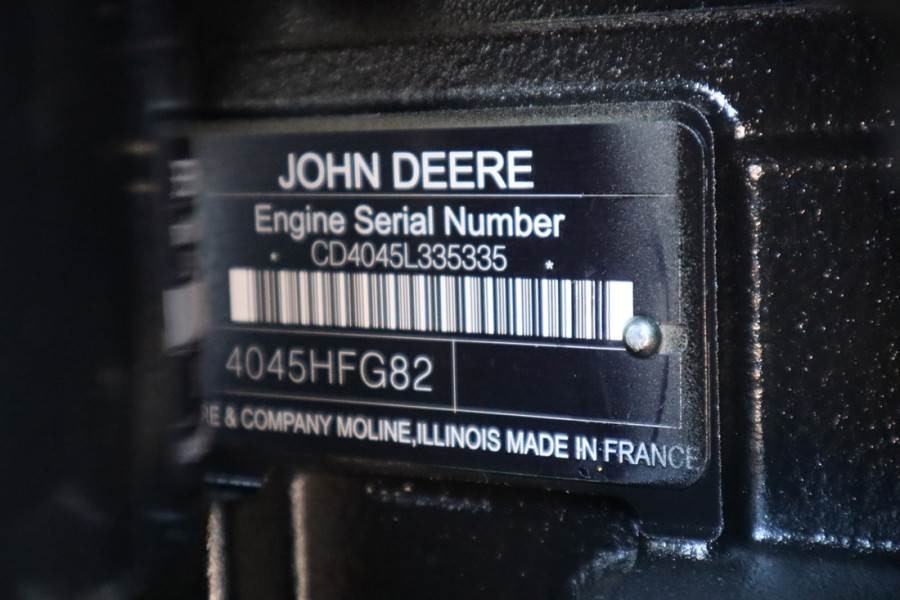 JOHN DEERE
Engine Serial Number
* CD4045L335335 *
4045HFG82
RE & COMPANY MOLINE,ILLINOIS MADE IN FRANCE